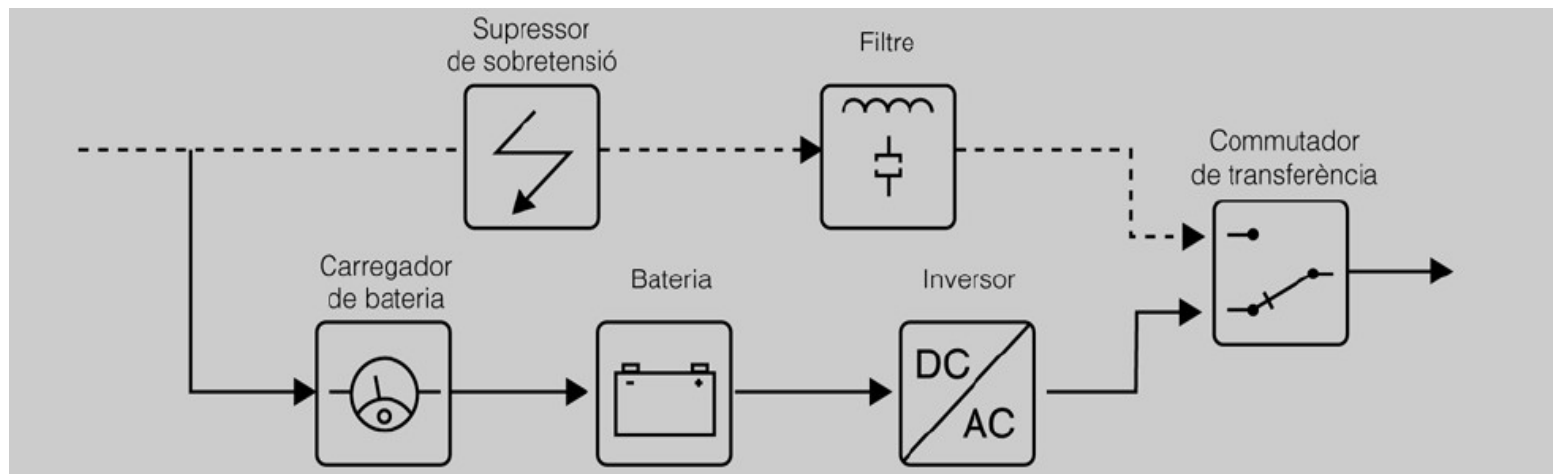 Supressor
de sobretensió
Filtre
Commutador
de transferència
Carregador
de bateria
Bateria
Inversor
- +
DC
AC